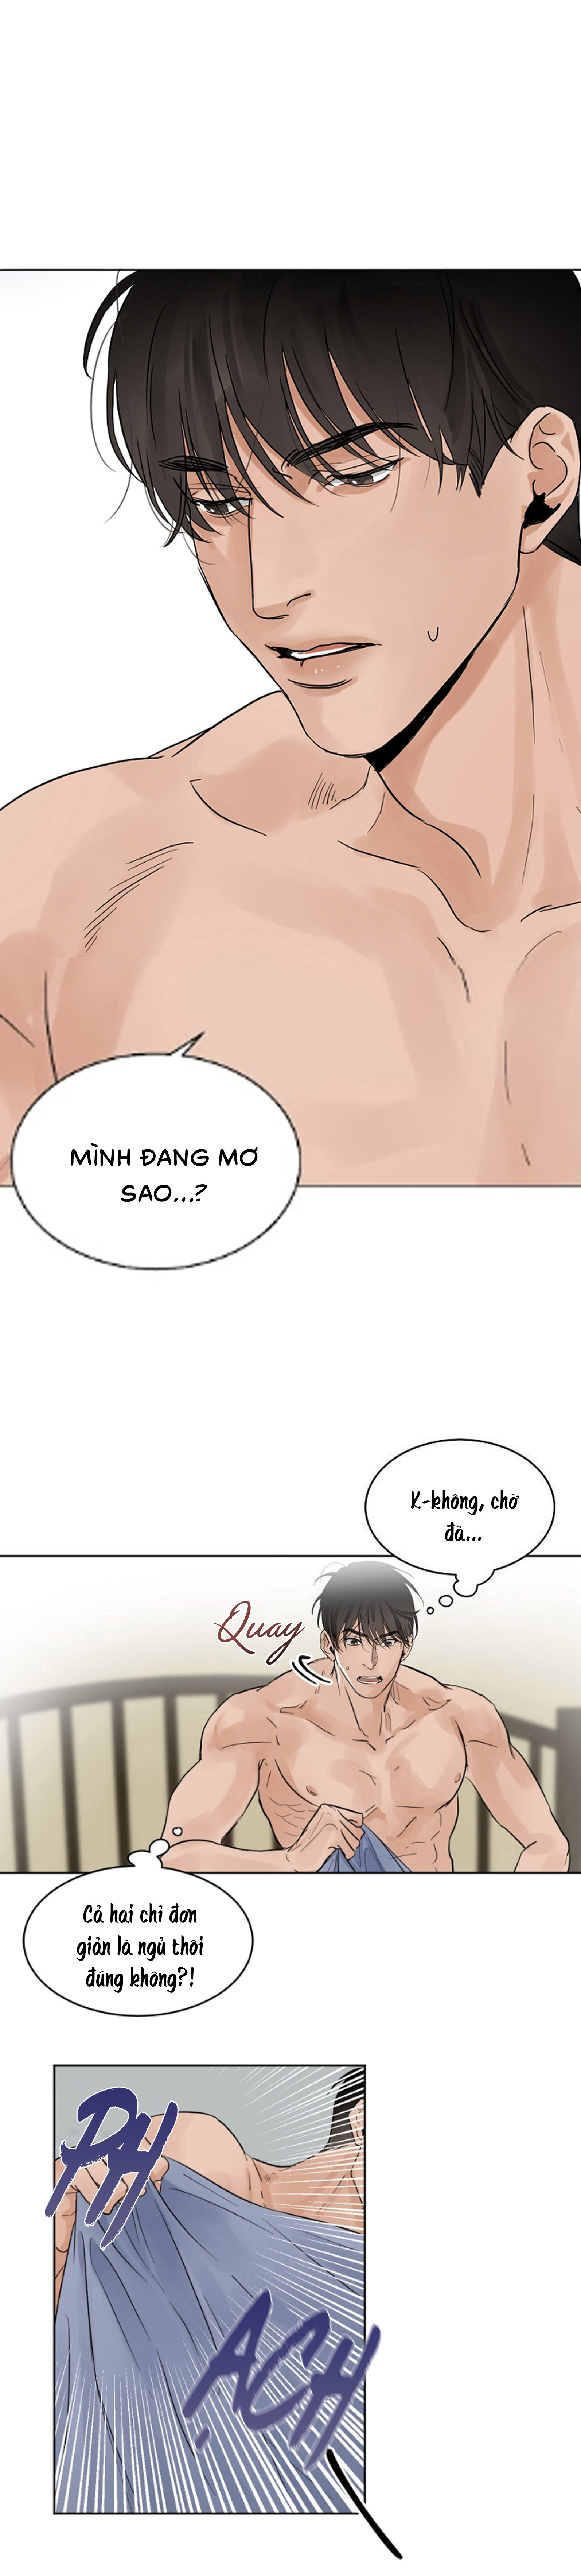 MÌNH ĐANG MƠ
SAO...?
K-không, chờ
đã...
Quay
Cả hai chỉ đơn
giản là ngủ thôi
đúng không?!
PH
ẠCH